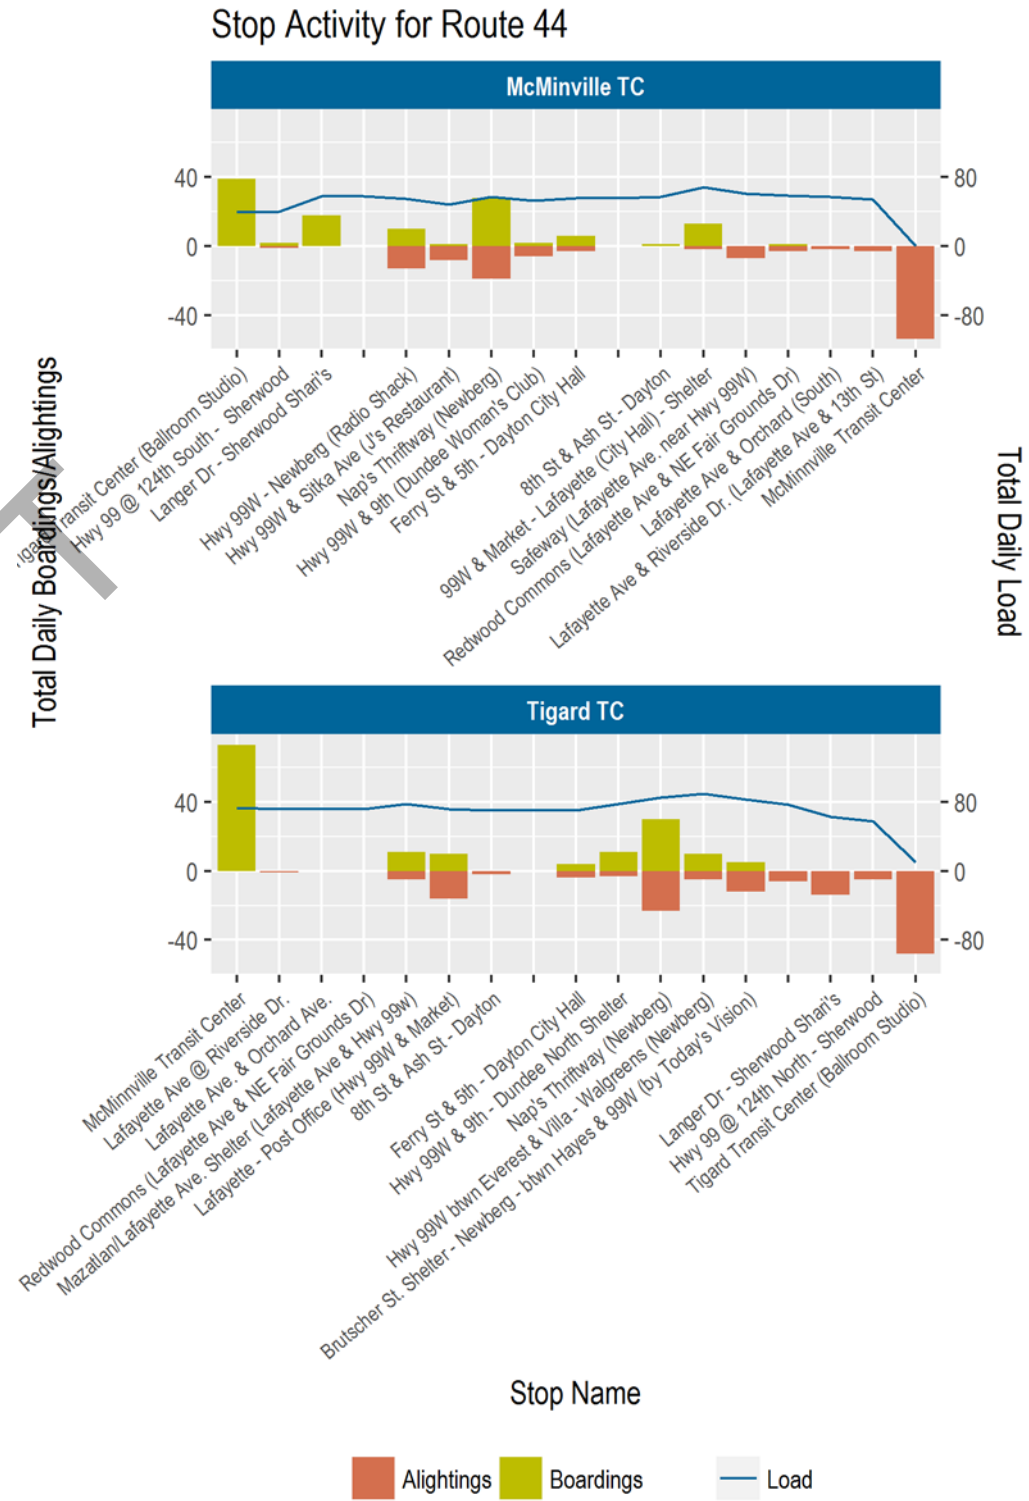 Stop Activity for Route 44
McMinville TC
40
0
-40
80
0
-80
Transit Center (Ballroom Studio)
Hwy 99 @ 124th South - Sherwood
Langer Dr - Sherwood Shari's
Hwy 99W - Newberg (Radio Shack)
Hwy 99W & Sitka Ave (J's Restaurant)
Nap's Thriftway (Newberg)
Hwy 99W & 9th (Dundee Woman's Club)
Ferry St & 5th - Dayton City Hall
8th St & Ash St - Dayton
99W & Market - Lafayette (City Hall) - Shelter
Safeway (Lafayette Ave. near Hwy 99W)
Redwood Commons (Lafayette Ave & NE Fair Grounds Dr)
Lafayette Ave & Orchard (South)
Lafayette Ave & Riverside Dr. (Lafayette Ave & 13th St)
McMinnville Transit Center
Total Daily Boardings/Alightings
Total Daily Load
T
Tigard TC
40
0
-40
80
0
-80
McMinnville Transit Center
Lafayette Ave @ Riverside Dr.
Lafayette Ave. & Orchard Ave.
Redwood Commons (Lafayette Ave & NE Fair Grounds Dr)
Mazatlan/Lafayette Ave. Shelter (Lafayette Ave & Hwy 99w)
Lafayette - Post Office (Hwy 99W & Market)
8th St & Ash St - Dayton
Ferry St & 5th - Dayton City Hall
Hwy 99W & 9th - Dundee North Shelter
Nap's Thriftway (Newberg)
Hwy 99W btwn Everest & Villa - Walgreens (Newberg)
Brutscher St. Shelter - Newberg - btwn Hayes & 99W (by Today's Vision)
Langer Dr - Sherwood Shari's
Hwy 99 @ 124th North - Sherwood
Tigard Transit Center (Ballroom Studio)
Stop Name
Alightings
Boardings
Load